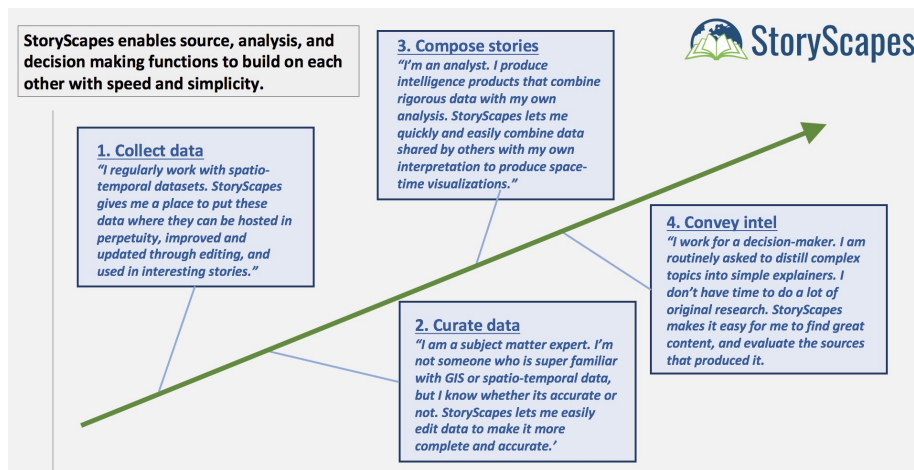 StoryScapes enables source, analysis, and
decision making functions to build on each
other with speed and simplicity.
StoryScapes
1. Collect data
“I regularly work with spatio-
temporal datasets. StoryScapes
gives me a place to put these
data where they can be hosted in
perpetuity, improved and
updated through editing, and
used in interesting stories.”
2. Curate data
“I am a subject matter expert. I’m
not someone who is super familiar
with GIS or spatio-temporal data,
but I know whether its accurate or
not. StoryScapes lets me easily
edit data to make it more
complete and accurate.’
3. Compose stories
“I’m an analyst. I produce
intelligence products that combine
rigorous data with my own
analysis. StoryScapes lets me
quickly and easily combine data
shared by others with my own
interpretation to produce space-
time visualizations.”
4. Convey intel
“I work for a decision-maker. I am
routinely asked to distill complex
topics into simple explainers. I
don’t have time to do a lot of
original research. StoryScapes
makes it easy for me to find great
content, and evaluate the sources
that produced it.